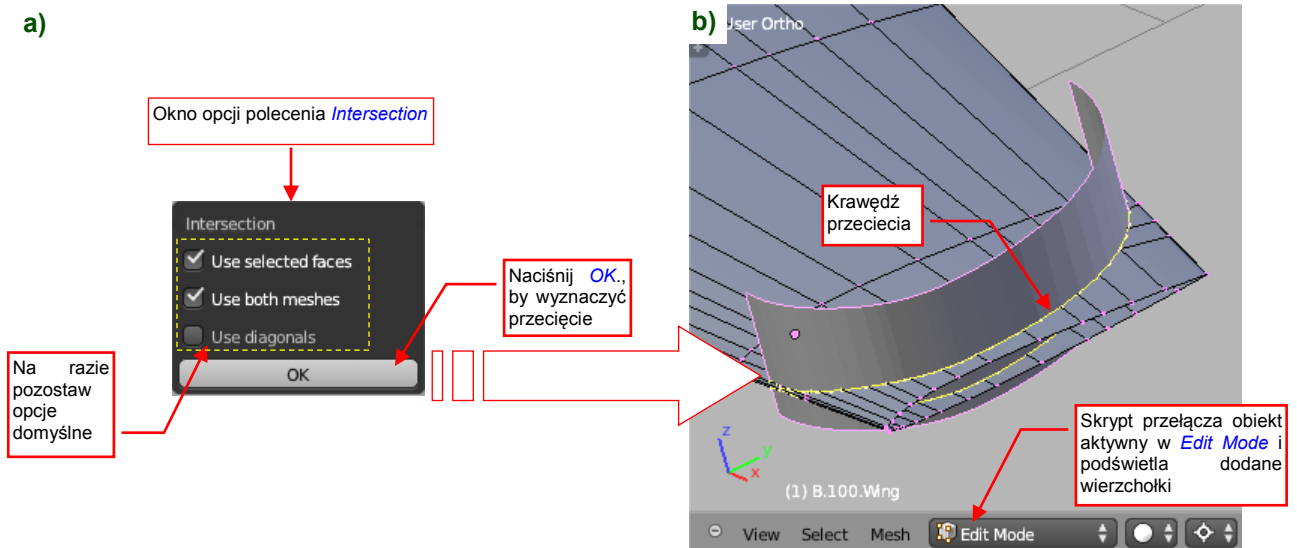 a)
Okno opcji polecenia Intersection
Intersection
Use selected faces
Use both meshes
Use diagonals
OK
Na razie
pozostaw
opcje
domyślne
Naciśnij OK.,
by wyznaczyć
przecięcie
b)
User Ortho
Krawędź
przeciecia
Skrypt przełącza obiekt
aktywny w Edit Mode i
podświetla dodane
wierzchołki
z
y
x
(1) B.100.Wing
View Select Mesh Edit Mode